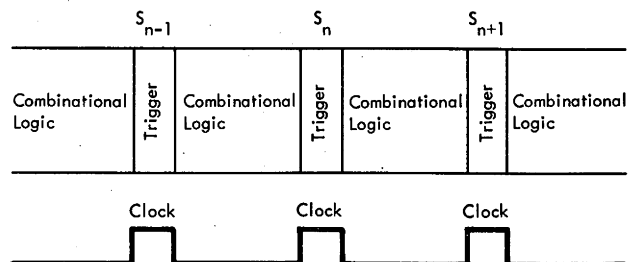 S n-1 S n S n+1
Combinational Logic
Trigger
Combinational Logic
Trigger
Combinational Logic
Trigger
Combinational Logic
Clock Clock Clock